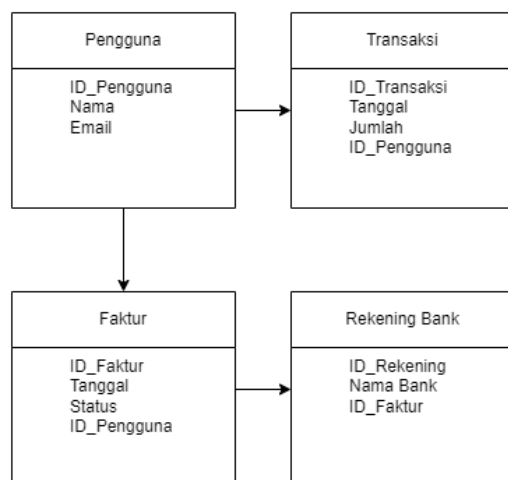 Pengguna
ID_Pengguna
Nama
Email
Transaksi
ID_Transaksi
Tanggal
Jumlah
ID_Pengguna
Faktur
ID_Faktur
Tanggal
Status
ID_Pengguna
Rekening Bank
ID_Rekening
Nama Bank
ID_Faktur